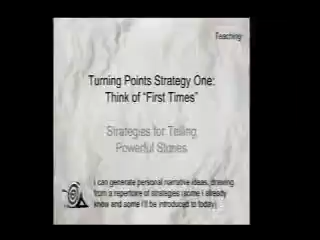 Teaching
Turning Points Strategy One:
Think of "First Times"
Strategies for Telling
Powerful Stories
I can generate personal narrative ideas, drawing
from a repertoire of strategies (some I already
knew and some I'll be introduced to today)